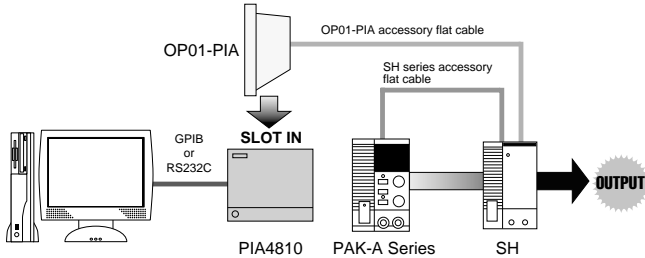 OP01-PIA accessory flat cable
OP01-PIA
SH series accessory
flat cable
GPIB
or
RS232C
SLOT IN
OUTPUT
PIA4810
PAK-A Series
SH